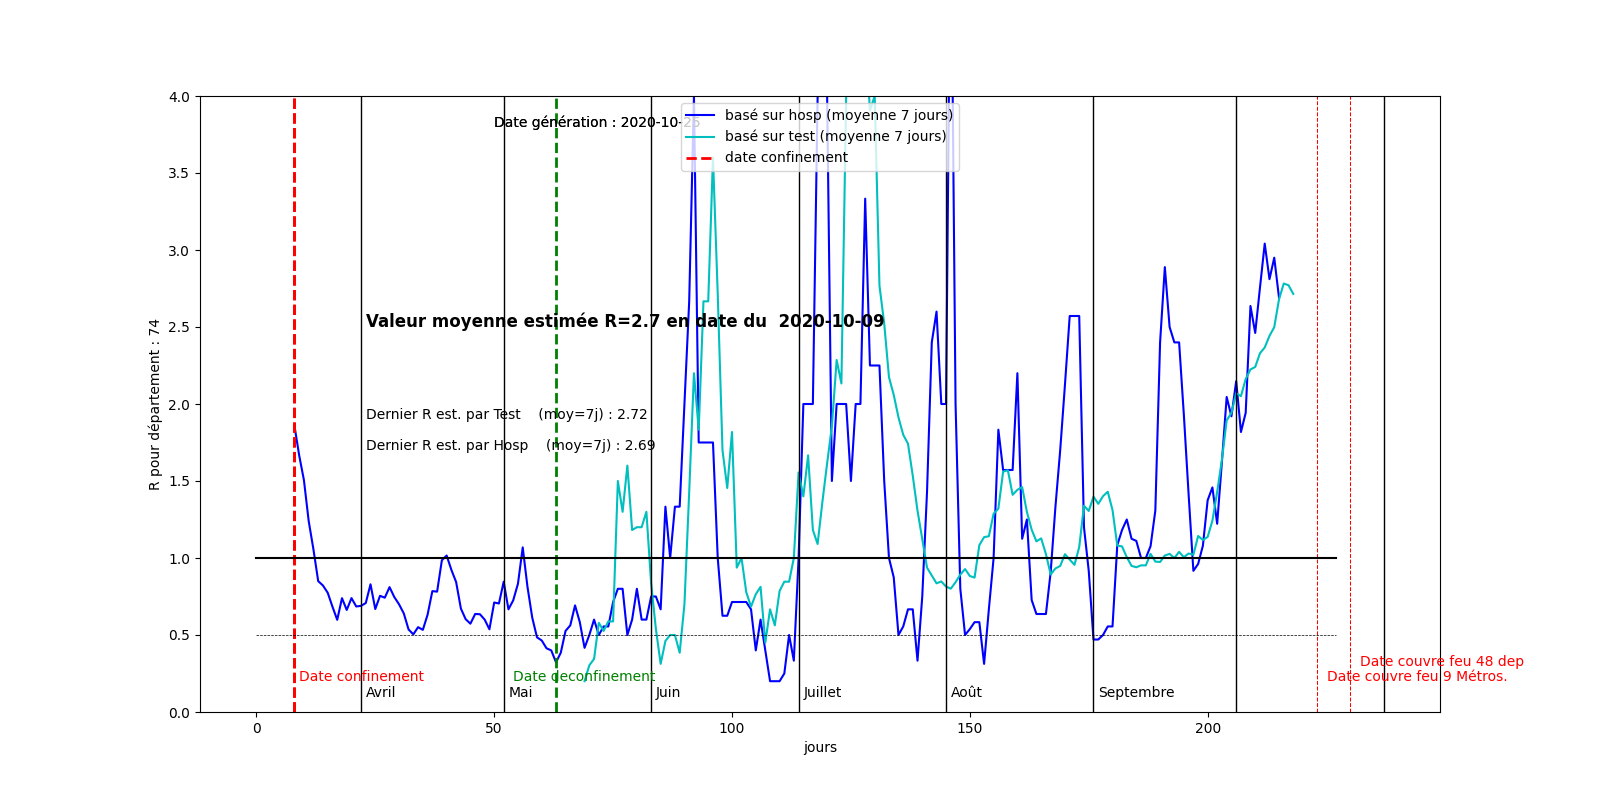 Date génération : 2020-10-
basé sur hosp (moyenne 7 jours)
basé sur test (moyenne 7 jours)
date confinement
4.0
3.5
3.0
2.5
2.0
1.5
1.0
0.5
0.0
R pour département : 74
Valeur moyenne estimée R=2.7 en date du  2020-10-09
Dernier R est. par Test    (moy=7j) : 2.72
Dernier R est. par Hosp    (moy=7j) : 2.69
Date couvre feu 48 dep
Date confinement
Date deconfinement
Date couvre feu 9 Métros.
Avril
Mai
Juin
Juillet
Août
Septembre
0
50
100
150
200
jours